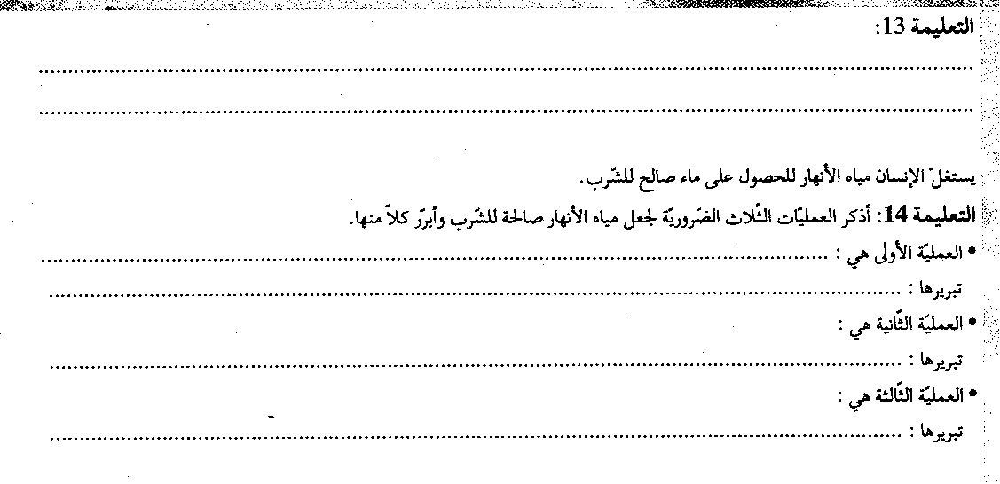 التعليمة 13:
................................................................................
................................................................................
يستغلّ الإنسان مياه الأنهار للحصول على ماء صالح للشّرب.
التعليمة 14: أذكر العمليّات الثّلاث الضّروريّة لجعل مياه الأنهار صالحة للشّرب وأبرّر كلاّ منها.
• العمليّة الأولى هي : ................................................................................
تبريرها : ................................................................................
• العمليّة الثّانية هي :
تبريرها : ................................................................................
• العمليّة الثّالثة هي :
تبريرها : ................................................................................